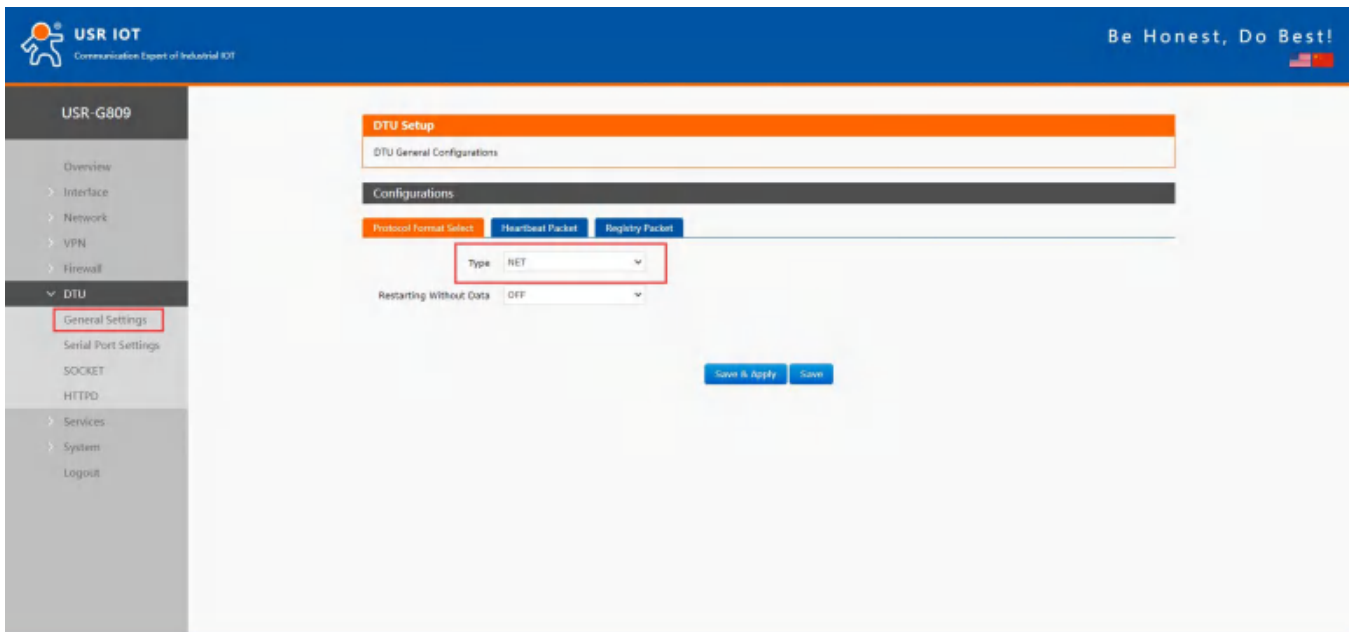 USR IOT
Communication Expert of Industrial IOT
Be Honest, Do Best!
USR-G809
Overview
Interface
Network
VPN
Firewall
DTU
General Settings
Serial Port Settings
SOCKET
HTTPD
Services
System
Logout
DTU Setup
DTU General Configurations
Configurations
Protocol Format Select Heartbeat Packet Registry Packet
Type NET
Restarting Without Data OFF
Save & Apply Save